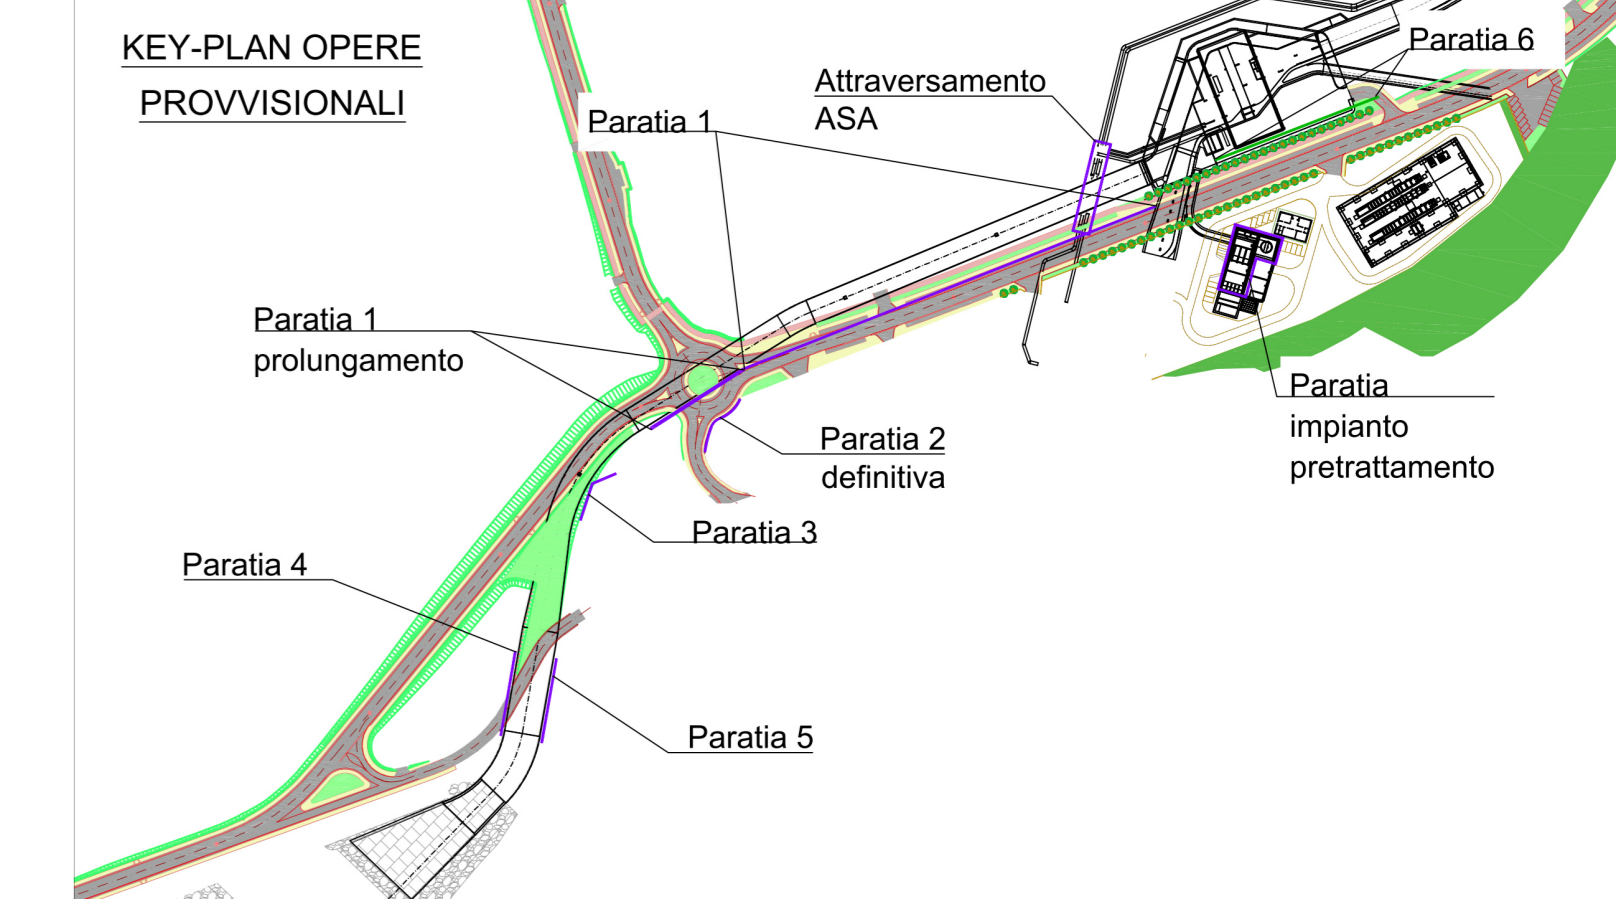 KEY-PLAN OPERE
PROVVISIONALI
Paratia 6
Attraversamento
ASA
Paratia 1
Paratia 1
prolungamento
Paratia
impianto
pretrattamento
Paratia 2
definitiva
Paratia 3
Paratia 4
Paratia 5